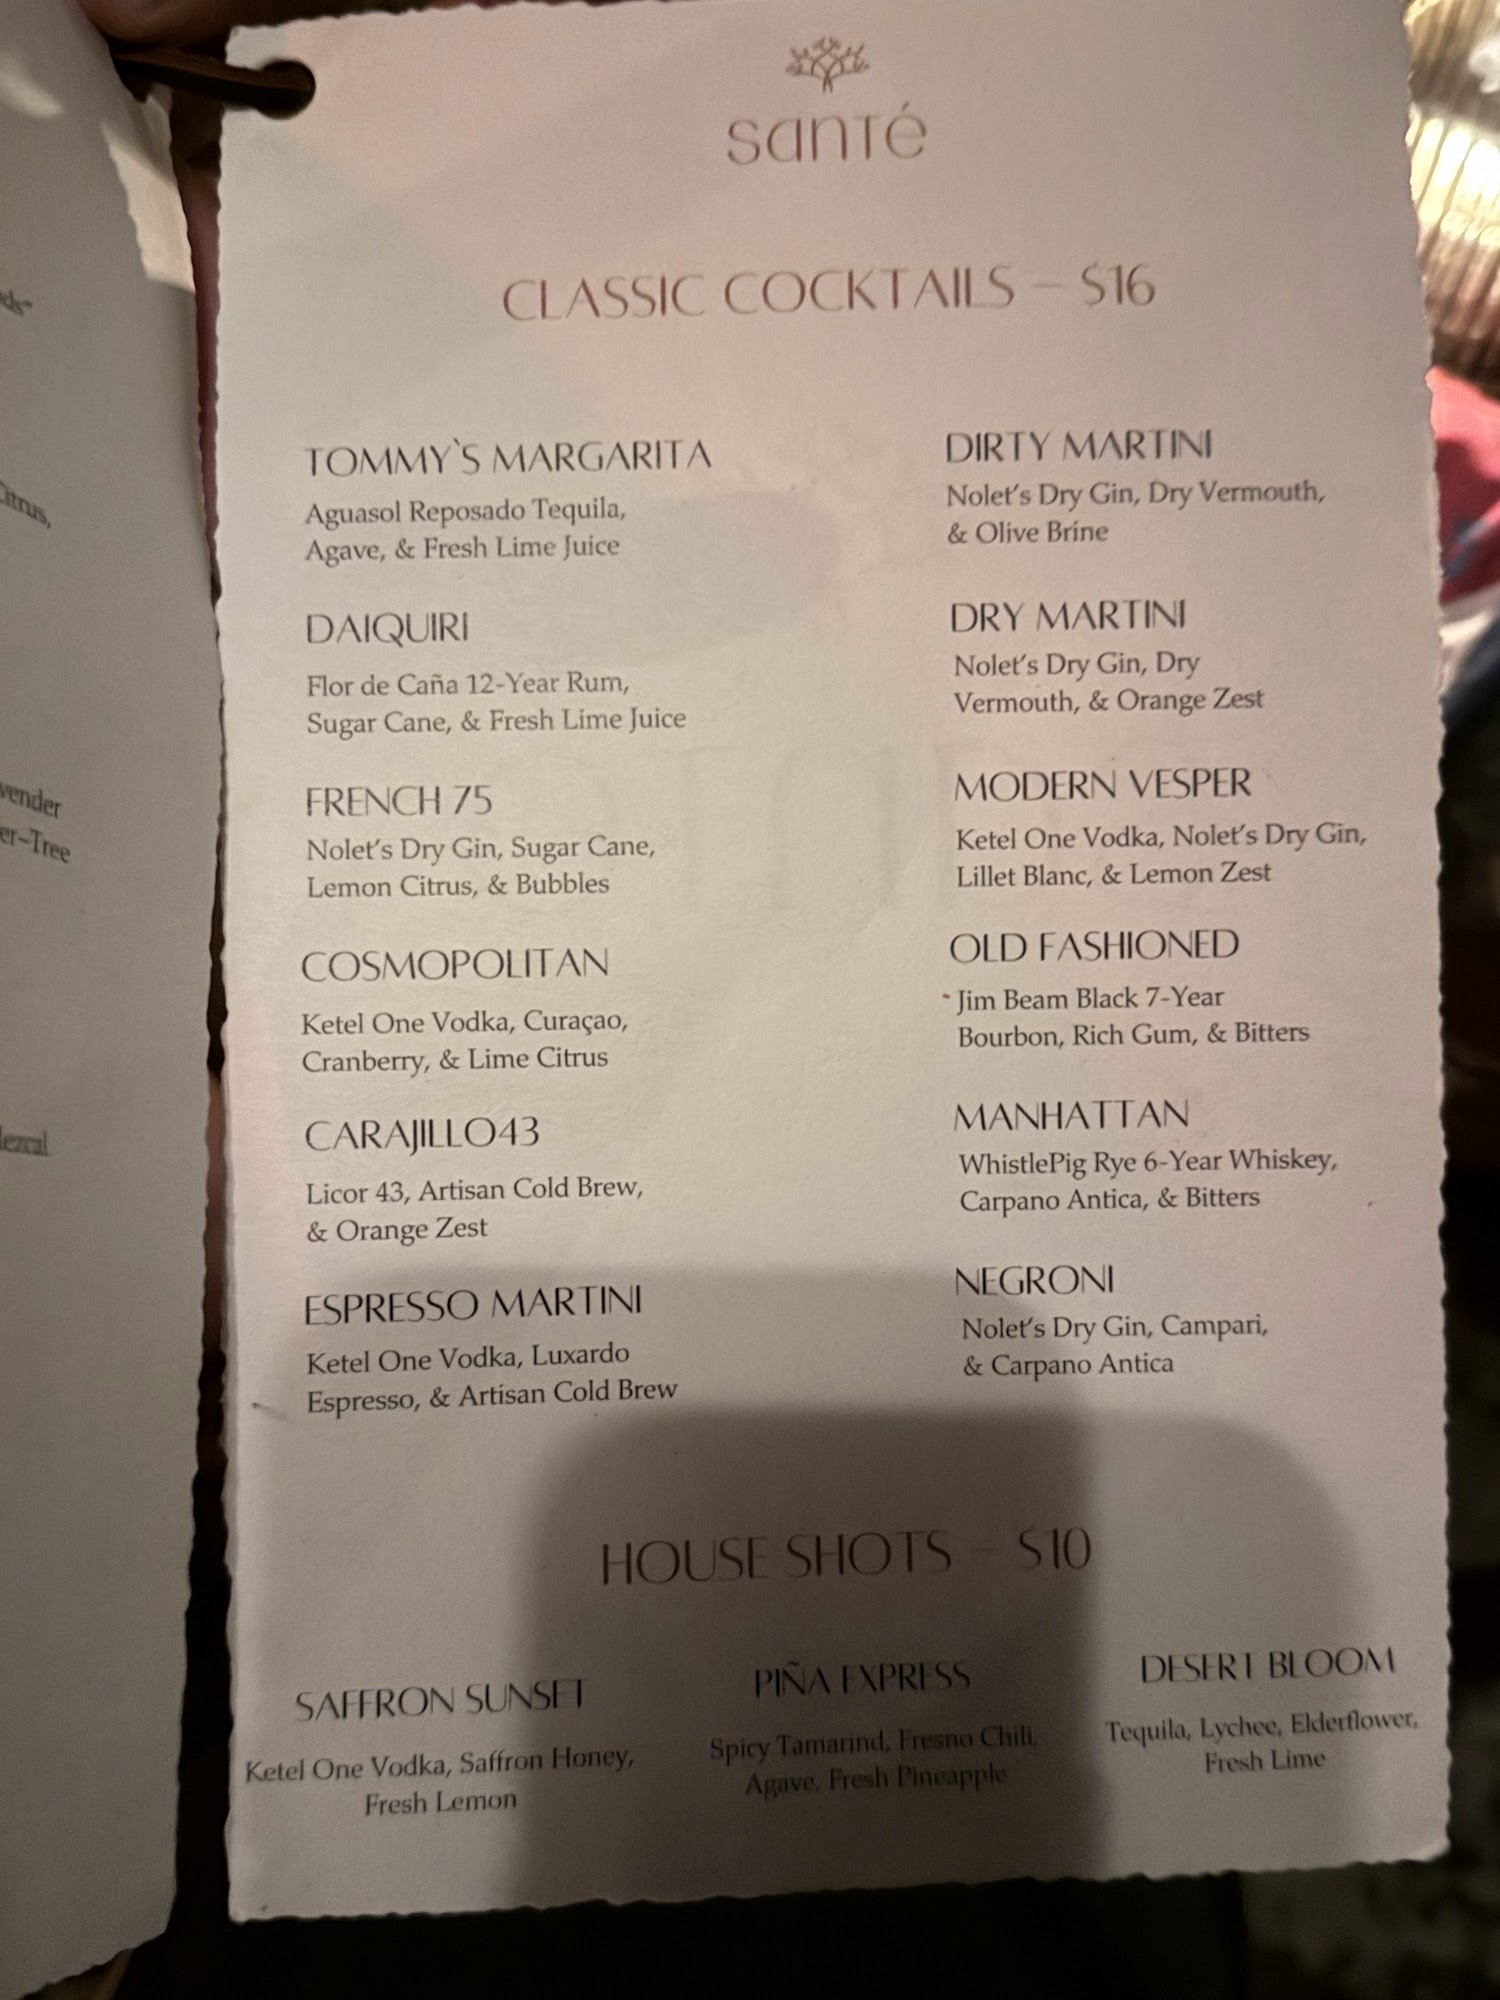 santé
CLASSIC COCKTAILS – $16
TOMMY`S MARGARITA
Aguasol Reposado Tequila,
Agave, & Fresh Lime Juice
DAIQUIRI
Flor de Caña 12-Year Rum,
Sugar Cane, & Fresh Lime Juice
FRENCH 75
Nolet's Dry Gin, Sugar Cane,
Lemon Citrus, & Bubbles
COSMOPOLITAN
Ketel One Vodka, Curaçao,
Cranberry, & Lime Citrus
CARAJILLO43
Licor 43, Artisan Cold Brew,
& Orange Zest
ESPRESSO MARTINI
Ketel One Vodka, Luxardo
Espresso, & Artisan Cold Brew
DIRTY MARTINI
Nolet's Dry Gin, Dry Vermouth,
& Olive Brine
DRY MARTINI
Nolet's Dry Gin, Dry
Vermouth, & Orange Zest
MODERN VESPER
Ketel One Vodka, Nolet's Dry Gin,
Lillet Blanc, & Lemon Zest
OLD FASHIONED
Jim Beam Black 7-Year
Bourbon, Rich Gum, & Bitters
MANHATTAN
WhistlePig Rye 6-Year Whiskey,
Carpano Antica, & Bitters
NEGRONI
Nolet's Dry Gin, Campari,
& Carpano Antica
HOUSE SHOTS – $10
SAFFRON SUNSET
Ketel One Vodka, Saffron Honey,
Fresh Lemon
PIÑA EXPRESS
Spicy Tamarind, Fresno Chili,
Agave, Fresh Pineapple
DESERT BLOOM
Tequila, Lychee, Elderflower,
Fresh Lime